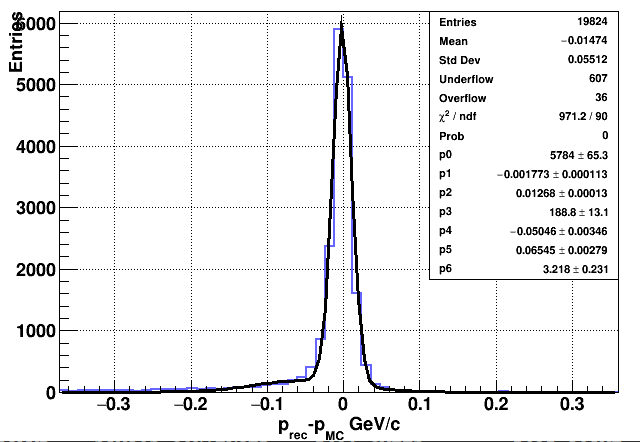 Entries
6000
5000
4000
3000
2000
1000
0
−0.3 −0.2 −0.1 0 0.1 0.2 0.3
p_rec-p_MC GeV/c
Entries 19824
Mean −0.01474
Std Dev 0.05512
Underflow 607
Overflow 36
χ² / ndf 971.2 / 90
Prob 0
p0 5784 ± 65.3
p1 −0.001773 ± 0.000113
p2 0.01268 ± 0.00013
p3 188.8 ± 13.1
p4 −0.05046 ± 0.00346
p5 0.06545 ± 0.00279
p6 3.218 ± 0.231